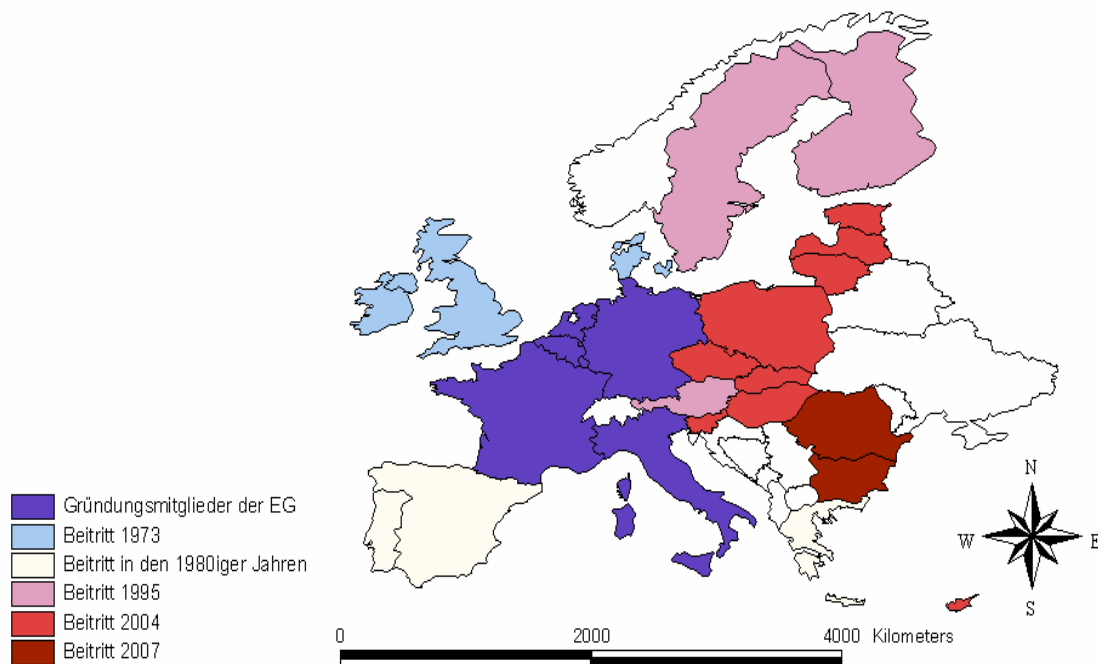 Gründungsmitglieder der EG
Beitritt 1973
Beitritt in den 1980iger Jahren
Beitritt 1995
Beitritt 2004
Beitritt 2007
N
W E
S
0 2000 4000 Kilometers